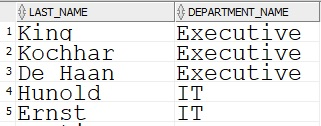 LAST_NAME DEPARTMENT_NAME
1 King Executive
2 Kochhar Executive
3 De Haan Executive
4 Hunold IT
5 Ernst IT